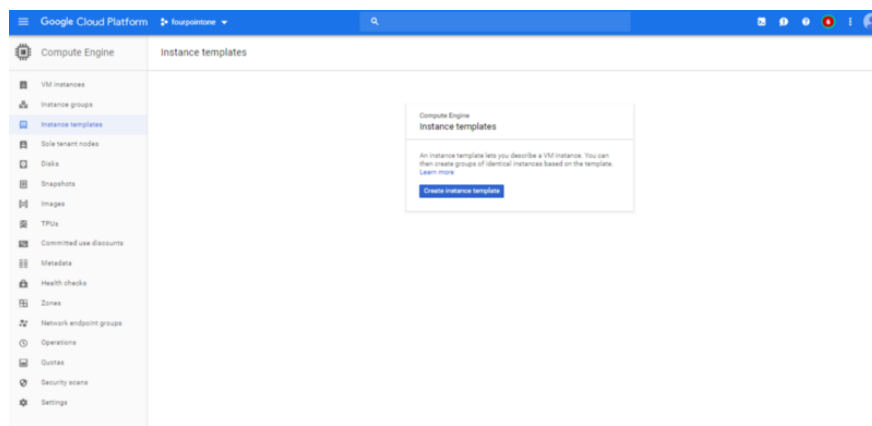 Google Cloud Platform
fourpointone
Compute Engine
Instance templates
VM instances
Instance groups
Instance templates
Sole tenant nodes
Disks
Snapshots
Images
TPUs
Committed use discounts
Metadata
Health checks
Zones
Network endpoint groups
Operations
Quotas
Security scans
Settings
Compute Engine
Instance templates
An instance template lets you describe a VM instance. You can
then create groups of identical instances based on the template.
Learn more
Create instance template